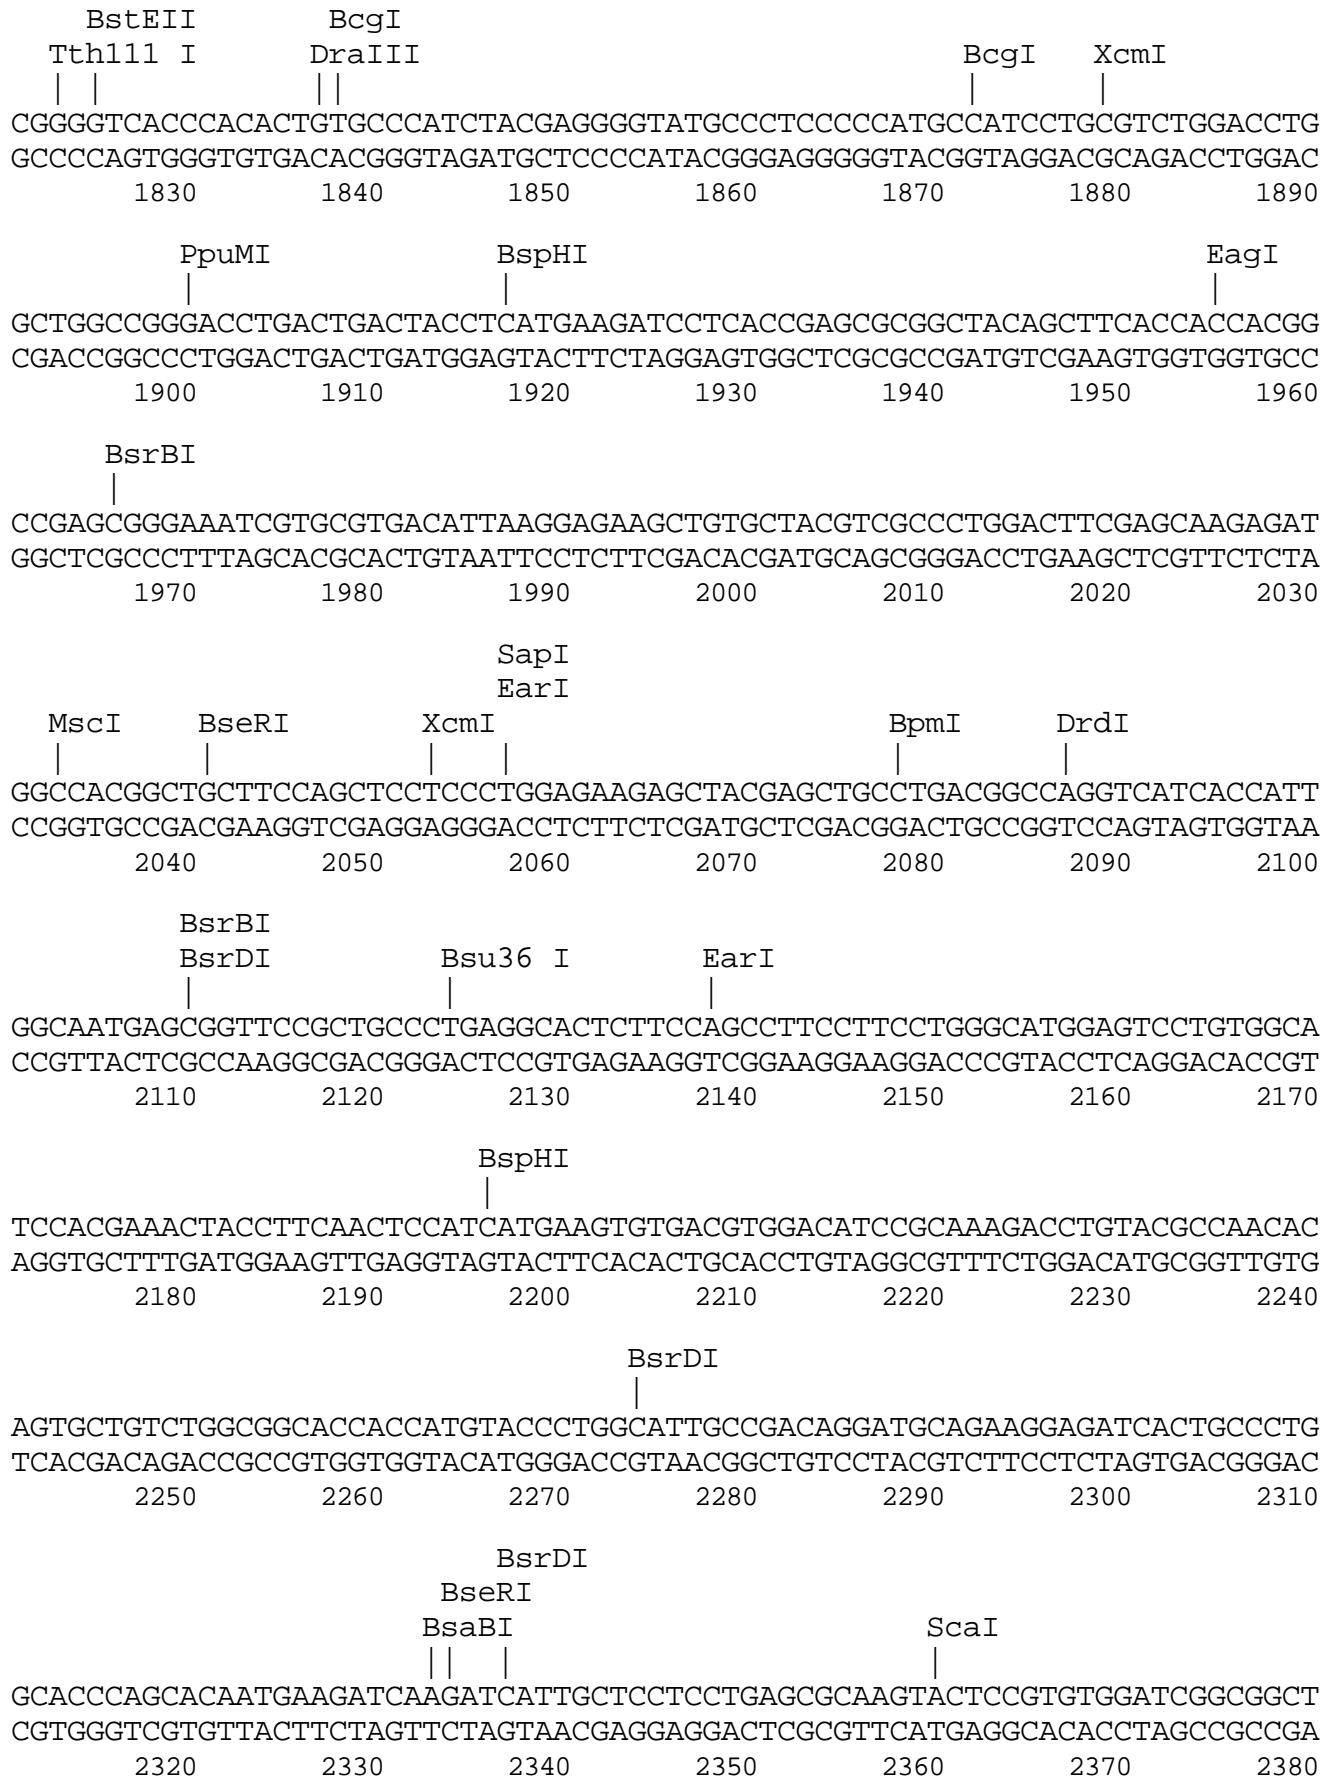 BstEII BcgI
Tth111 I DraIII BcgI XcmI
CGGGGTCACCCACACTGTGCCCATCTACGAGGGGTATGCCCTCCCCCATGCCATCCTGCGTCTGGACCTG
GCCCCAGTGGGTGTGACACGGGTAGATGCTCCCCATACGGGAGGGGGTACGGTAGGACGCAGACCTGGAC
1830 1840 1850 1860 1870 1880 1890
PpuMI BspHI EagI
GCTGGCCGGGACCTGACTGACTACCTCATGAAGATCCTCACCGAGCGCGGCTACAGCTTCACCACCACGG
CGACCGGCCCTGGACTGACTGATGGAGTACTTCTAGGAGTGGCTCGCGCCGATGTCGAAGTGGTGGTGCC
1900 1910 1920 1930 1940 1950 1960
BsrBI
CCGAGCGGGAAATCGTGCGTGACATTAAGGAGAAGCTGTGCTACGTCGCCCTGGACTTCGAGCAAGAGAT
GGCTCGCCCTTTAGCACGCACTGTAATTCCTCTTCGACACGATGCAGCGGGACCTGAAGCTCGTTCTCTA
1970 1980 1990 2000 2010 2020 2030
SapI
EarI
MscI BseRI XcmI BpmI DrdI
GGCCACGGCTGCTTCCAGCTCCTCCCTGGAGAAGAGCTACGAGCTGCCTGACGGCCAGGTCATCACCATT
CCGGTGCCGACGAAGGTCGAGGAGGGACCTCTTCTCGATGCTCGACGGACTGCCGGTCCAGTAGTGGTAA
2040 2050 2060 2070 2080 2090 2100
BsrBI
BsrDI Bsu36 I EarI
GGCAATGAGCGGTTCCGCTGCCCTGAGGCACTCTTCCAGCCTTCCTTCCTGGGCATGGAGTCCTGTGGCA
CCGTTACTCGCCAAGGCGACGGGACTCCGTGAGAAGGTCGGAAGGAAGGACCCGTACCTCAGGACACCGT
2110 2120 2130 2140 2150 2160 2170
BspHI
TCCACGAAACTACCTTCAACTCCATCATGAAGTGTGACGTGGACATCCGCAAAGACCTGTACGCCAACAC
AGGTGCTTTGATGGAAGTTGAGGTAGTACTTCACACTGCACCTGTAGGCGTTTCTGGACATGCGGTTGTG
2180 2190 2200 2210 2220 2230 2240
BsrDI
AGTGCTGTCTGGCGGCACCACCATGTACCCTGGCATTGCCGACAGGATGCAGAAGGAGATCACTGCCCTG
TCACGACAGACCGCCGTGGTGGTACATGGGACCGTAACGGCTGTCCTACGTCTTCCTCTAGTGACGGGAC
2250 2260 2270 2280 2290 2300 2310
BsrDI
BseRI
BsaBI ScaI
GCACCCAGCACAATGAAGATCAAGATCATTGCTCCTCCTGAGCGCAAGTACTCCGTGTGGATCGGCGGCT
CGTGGGTCGTGTTACTTCTAGTTCTAGTAACGAGGAGGACTCGCGTTCATGAGGCACACCTAGCCGCCGA
2320 2330 2340 2350 2360 2370 2380